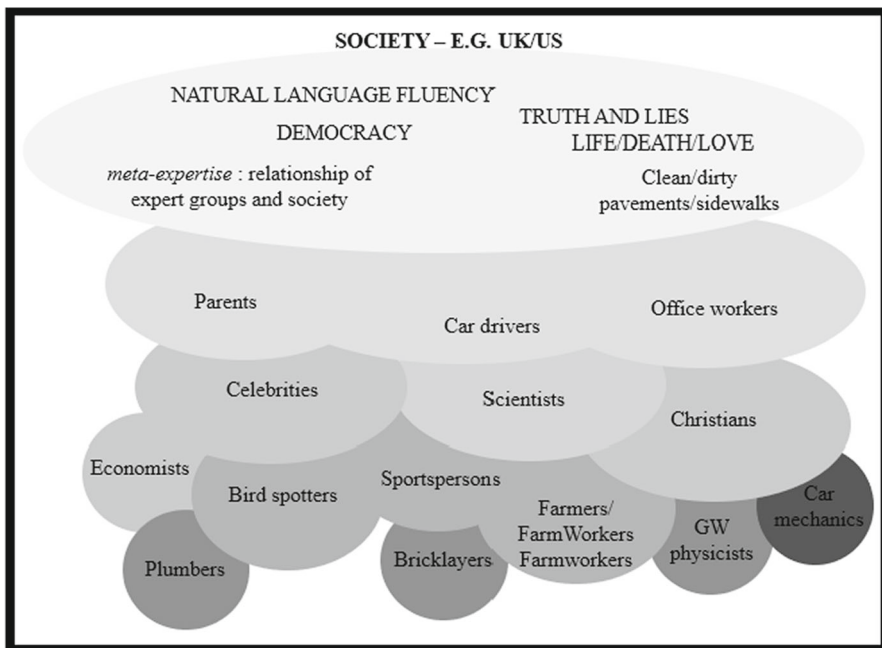 SOCIETY – E.G. UK/US
NATURAL LANGUAGE FLUENCY
TRUTH AND LIES
DEMOCRACY
LIFE/DEATH/LOVE
meta-expertise : relationship of
expert groups and society
Clean/dirty
pavements/sidewalks
Parents
Car drivers
Office workers
Celebrities
Scientists
Christians
Economists
Bird spotters
Sportspersons
Farmers/
FarmWorkers
Farmworkers
GW
physicists
Car
mechanics
Plumbers
Bricklayers